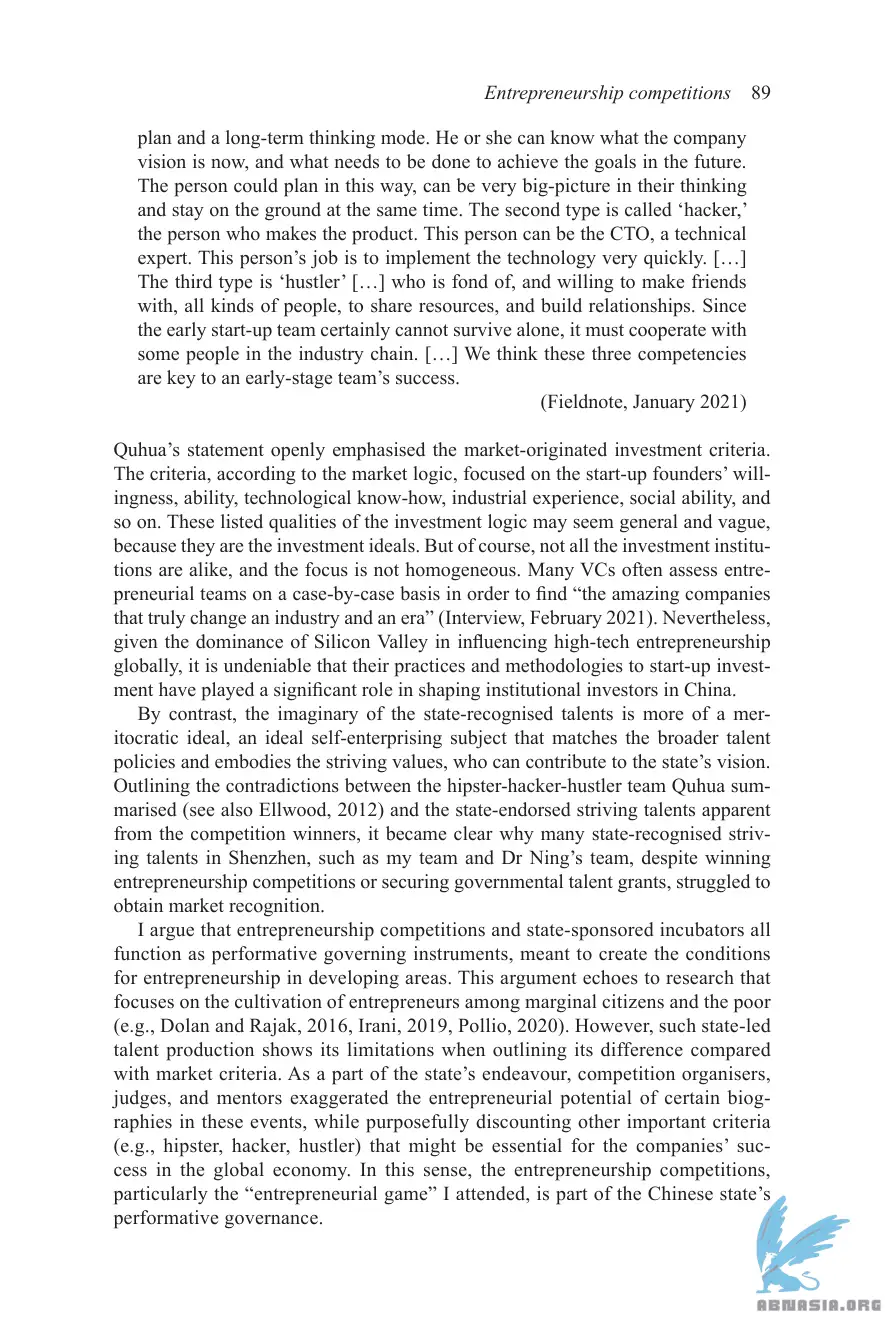 Entrepreneurship competitions 89
plan and a long-term thinking mode. He or she can know what the company
vision is now, and what needs to be done to achieve the goals in the future.
The person could plan in this way, can be very big-picture in their thinking
and stay on the ground at the same time. The second type is called ‘hacker,’
the person who makes the product. This person can be the CTO, a technical
expert. This person’s job is to implement the technology very quickly. […]
The third type is ‘hustler’ […] who is fond of, and willing to make friends
with, all kinds of people, to share resources, and build relationships. Since
the early start-up team certainly cannot survive alone, it must cooperate with
some people in the industry chain. […] We think these three competencies
are key to an early-stage team’s success.
(Fieldnote, January 2021)
Quhua’s statement openly emphasised the market-originated investment criteria.
The criteria, according to the market logic, focused on the start-up founders’ will-
ingness, ability, technological know-how, industrial experience, social ability, and
so on. These listed qualities of the investment logic may seem general and vague,
because they are the investment ideals. But of course, not all the investment institu-
tions are alike, and the focus is not homogeneous. Many VCs often assess entre-
preneurial teams on a case-by-case basis in order to find “the amazing companies
that truly change an industry and an era” (Interview, February 2021). Nevertheless,
given the dominance of Silicon Valley in influencing high-tech entrepreneurship
globally, it is undeniable that their practices and methodologies to start-up invest-
ment have played a significant role in shaping institutional investors in China.
By contrast, the imaginary of the state-recognised talents is more of a mer-
itocratic ideal, an ideal self-enterprising subject that matches the broader talent
policies and embodies the striving values, who can contribute to the state’s vision.
Outlining the contradictions between the hipster-hacker-hustler team Quhua sum-
marised (see also Ellwood, 2012) and the state-endorsed striving talents apparent
from the competition winners, it became clear why many state-recognised striv-
ing talents in Shenzhen, such as my team and Dr Ning’s team, despite winning
entrepreneurship competitions or securing governmental talent grants, struggled to
obtain market recognition.
I argue that entrepreneurship competitions and state-sponsored incubators all
function as performative governing instruments, meant to create the conditions
for entrepreneurship in developing areas. This argument echoes to research that
focuses on the cultivation of entrepreneurs among marginal citizens and the poor
(e.g., Dolan and Rajak, 2016, Irani, 2019, Pollio, 2020). However, such state-led
talent production shows its limitations when outlining its difference compared
with market criteria. As a part of the state’s endeavour, competition organisers,
judges, and mentors exaggerated the entrepreneurial potential of certain biog-
raphies in these events, while purposefully discounting other important criteria
(e.g., hipster, hacker, hustler) that might be essential for the companies’ suc-
cess in the global economy. In this sense, the entrepreneurship competitions,
particularly the “entrepreneurial game” I attended, is part of the Chinese state’s
performative governance.
ABNASIA.ORG